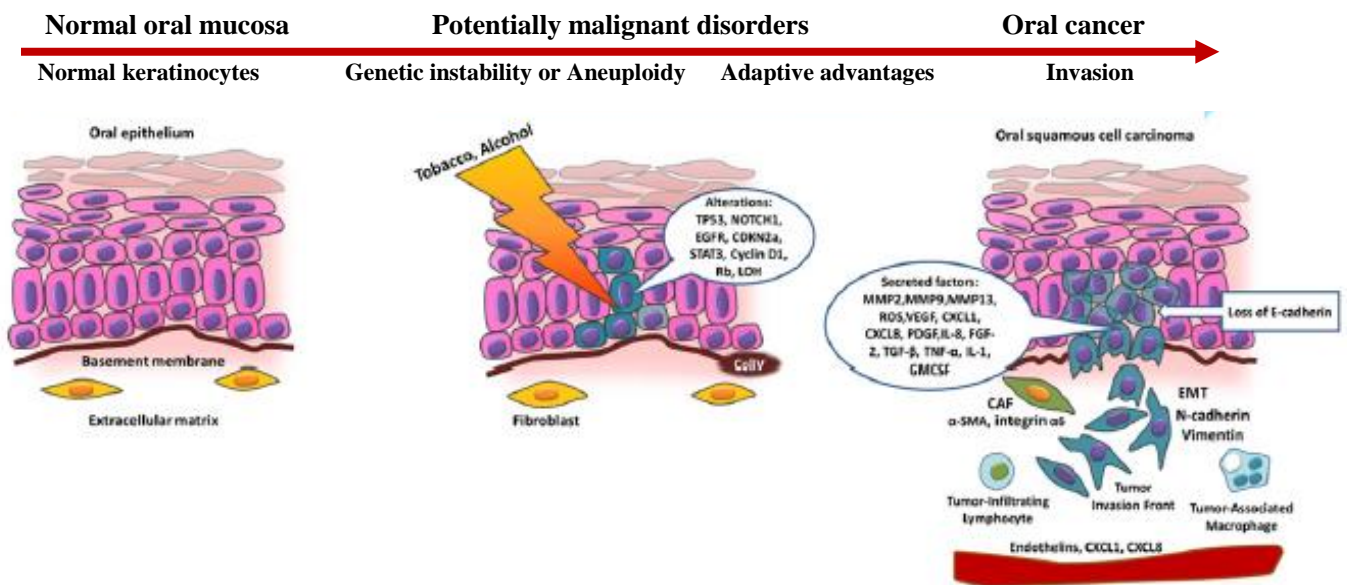 Normal oral mucosa
Potentially malignant disorders
Oral cancer
Normal keratinocytes
Genetic instability or Aneuploidy
Adaptive advantages
Invasion
Oral epithelium
Basement membrane
Extracellular matrix
Tobacco, Alcohol
Alterations:
TP53, NOTCH1,
EGFR, CDKN2a,
STAT3, Cyclin D1,
Rb, LOH
ColIV
Fibroblast
Oral squamous cell carcinoma
Secreted factors:
MMP2,MMP9,MMP13,
ROS,VEGF, CXCL1,
CXCL8, PDGF,IL-8, FGF-
2, TGF-β, TNF-α, IL-1,
GMCSF
Loss of E-cadherin
CAF
α-SMA, integrin α6
EMT
N-cadherin
Vimentin
Tumor-Infiltrating
Lymphocyte
Tumor
Invasion Front
Tumor-Associated
Macrophage
Endothelins, CXCL1, CXCL8